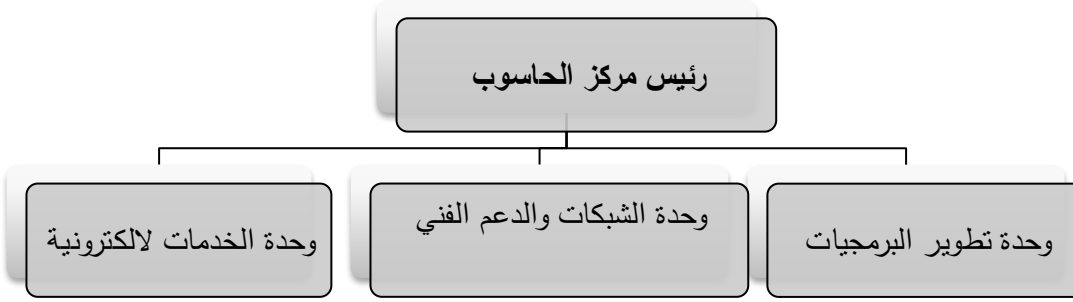 رئيس مركز الحاسوب
وحدة تطوير البرمجيات
وحدة الشبكات والدعم الفني
وحدة الخدمات لالكترونية